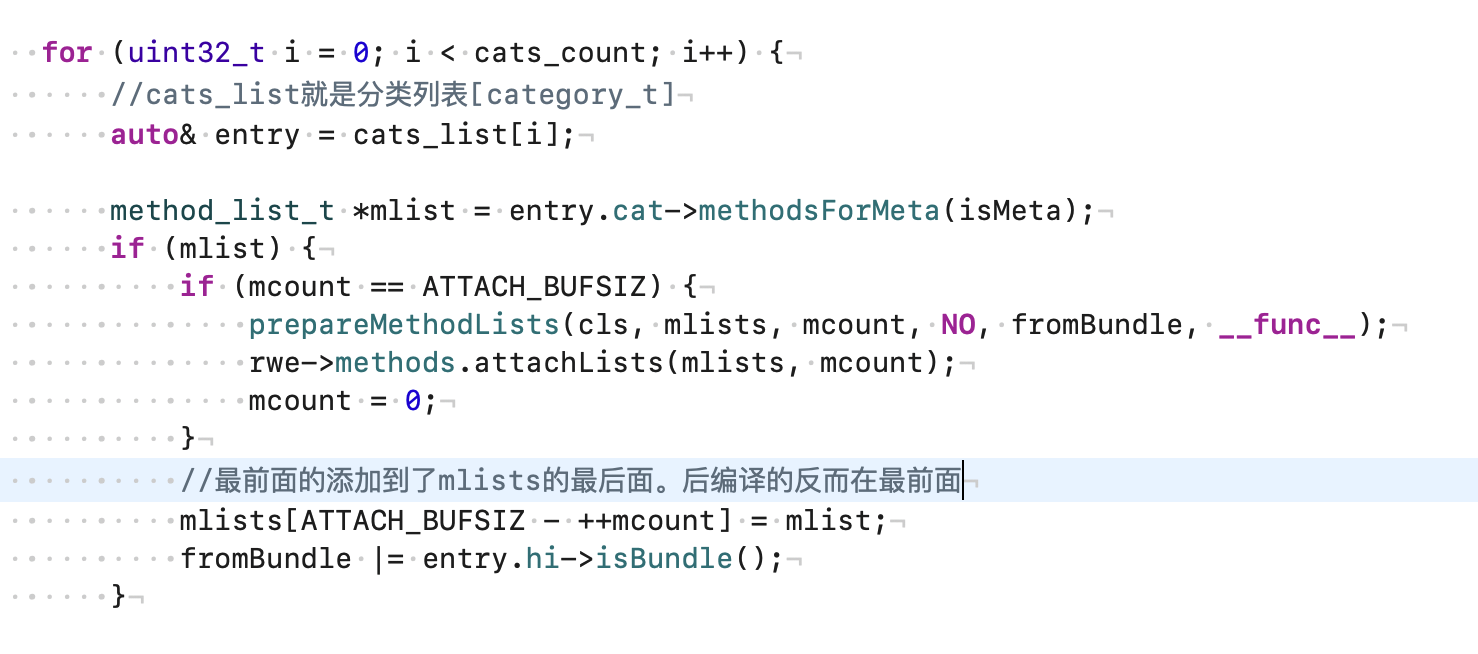 for (uint32_t i = 0; i < cats_count; i++) {
//cats_list就是分类列表[category_t]
auto& entry = cats_list[i];
method_list_t *mlist = entry.cat->methodsForMeta(isMeta);
if (mlist) {
if (mcount == ATTACH_BUFSIZ) {
prepareMethodLists(cls, mlists, mcount, NO, fromBundle, __func__);
rwe->methods.attachLists(mlists, mcount);
mcount = 0;
}
//最前面的添加到了mlists的最后面。后编译的反而在最前面
mlists[ATTACH_BUFSIZ - ++mcount] = mlist;
fromBundle |= entry.hi->isBundle();
}